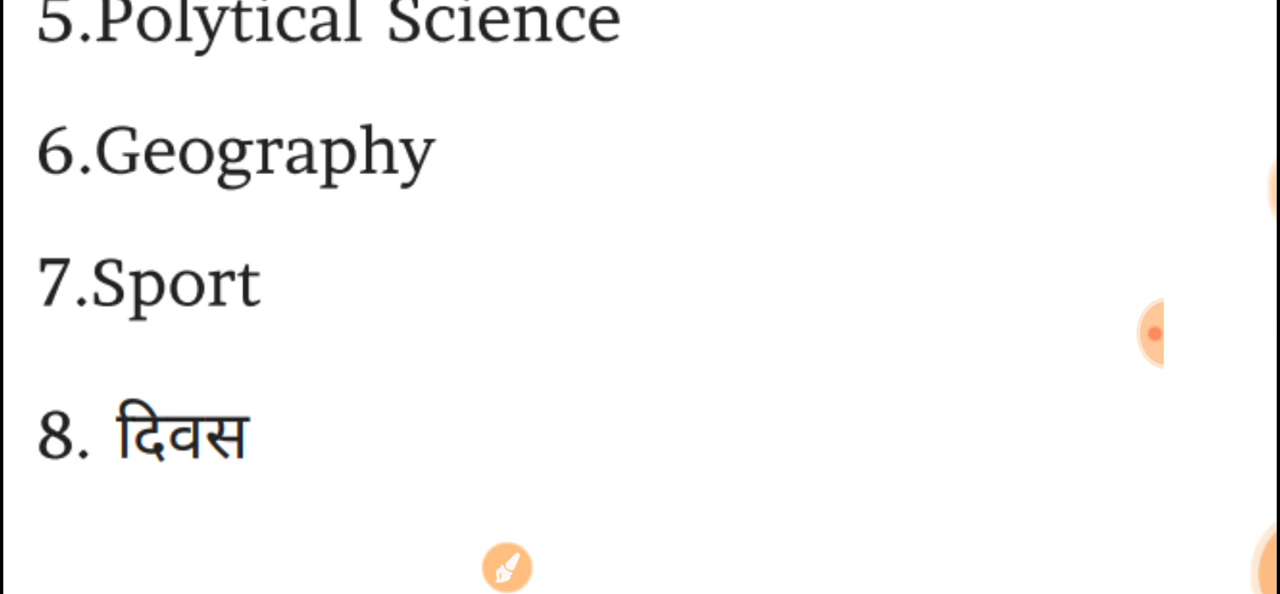 5.Polytical Science
6.Geography
7.Sport
8. दिवस